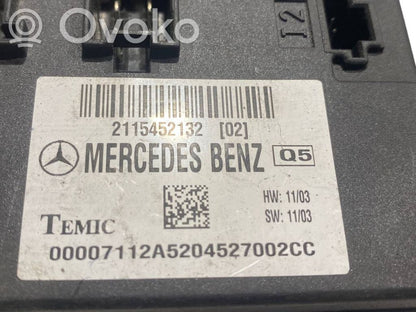 Ovoko
I2
2115452132 [02]
MERCEDES BENZ Q5
HW: 11/03
SW: 11/03
TEMIC
00007112A5204527002CC